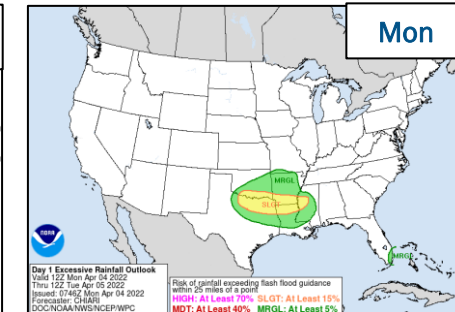 Mon
MRGL
SLGT
MRGL
NOAA
Day 1 Excessive Rainfall Outlook
Valid 12Z Mon Apr 04 2022
Thru 12Z Tue Apr 05 2022
Issued: 0746Z Mon Apr 04 2022
Forecaster: CHIARI
DOC/NOAA/NWS/NCEP/WPC
Risk of rainfall exceeding flash flood guidance
within 25 miles of a point
HIGH: At Least 70% SLGT: At Least 15%
MDT: At Least 40% MRGL: At Least 5%